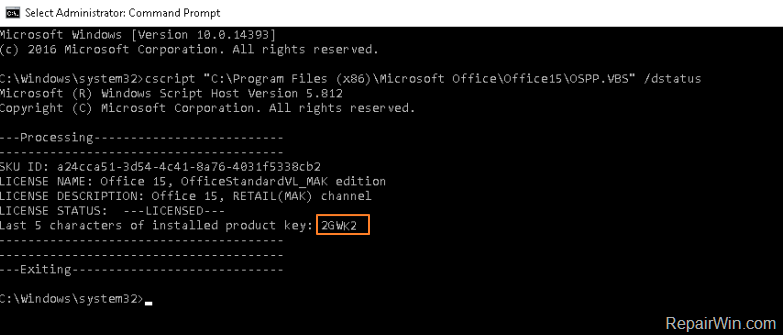 Select Administrator: Command Prompt
Microsoft Windows [Version 10.0.14393]
(c) 2016 Microsoft Corporation. All rights reserved.
C:\Windows\system32>cscript "C:\Program Files (x86)\Microsoft Office\Office15\OSPP.VBS" /dstatus
Microsoft (R) Windows Script Host Version 5.812
Copyright (C) Microsoft Corporation. All rights reserved.
---Processing--------------------------
---------------------------------------
SKU ID: a24cca51-3d54-4c41-8a76-4031f5338cb2
LICENSE NAME: Office 15, OfficeStandardVL_MAK edition
LICENSE DESCRIPTION: Office 15, RETAIL(MAK) channel
LICENSE STATUS:  ---LICENSED---
Last 5 characters of installed product key: 2GWK2
---------------------------------------
---------------------------------------
---Exiting-----------------------------
C:\Windows\system32>
RepairWin.com